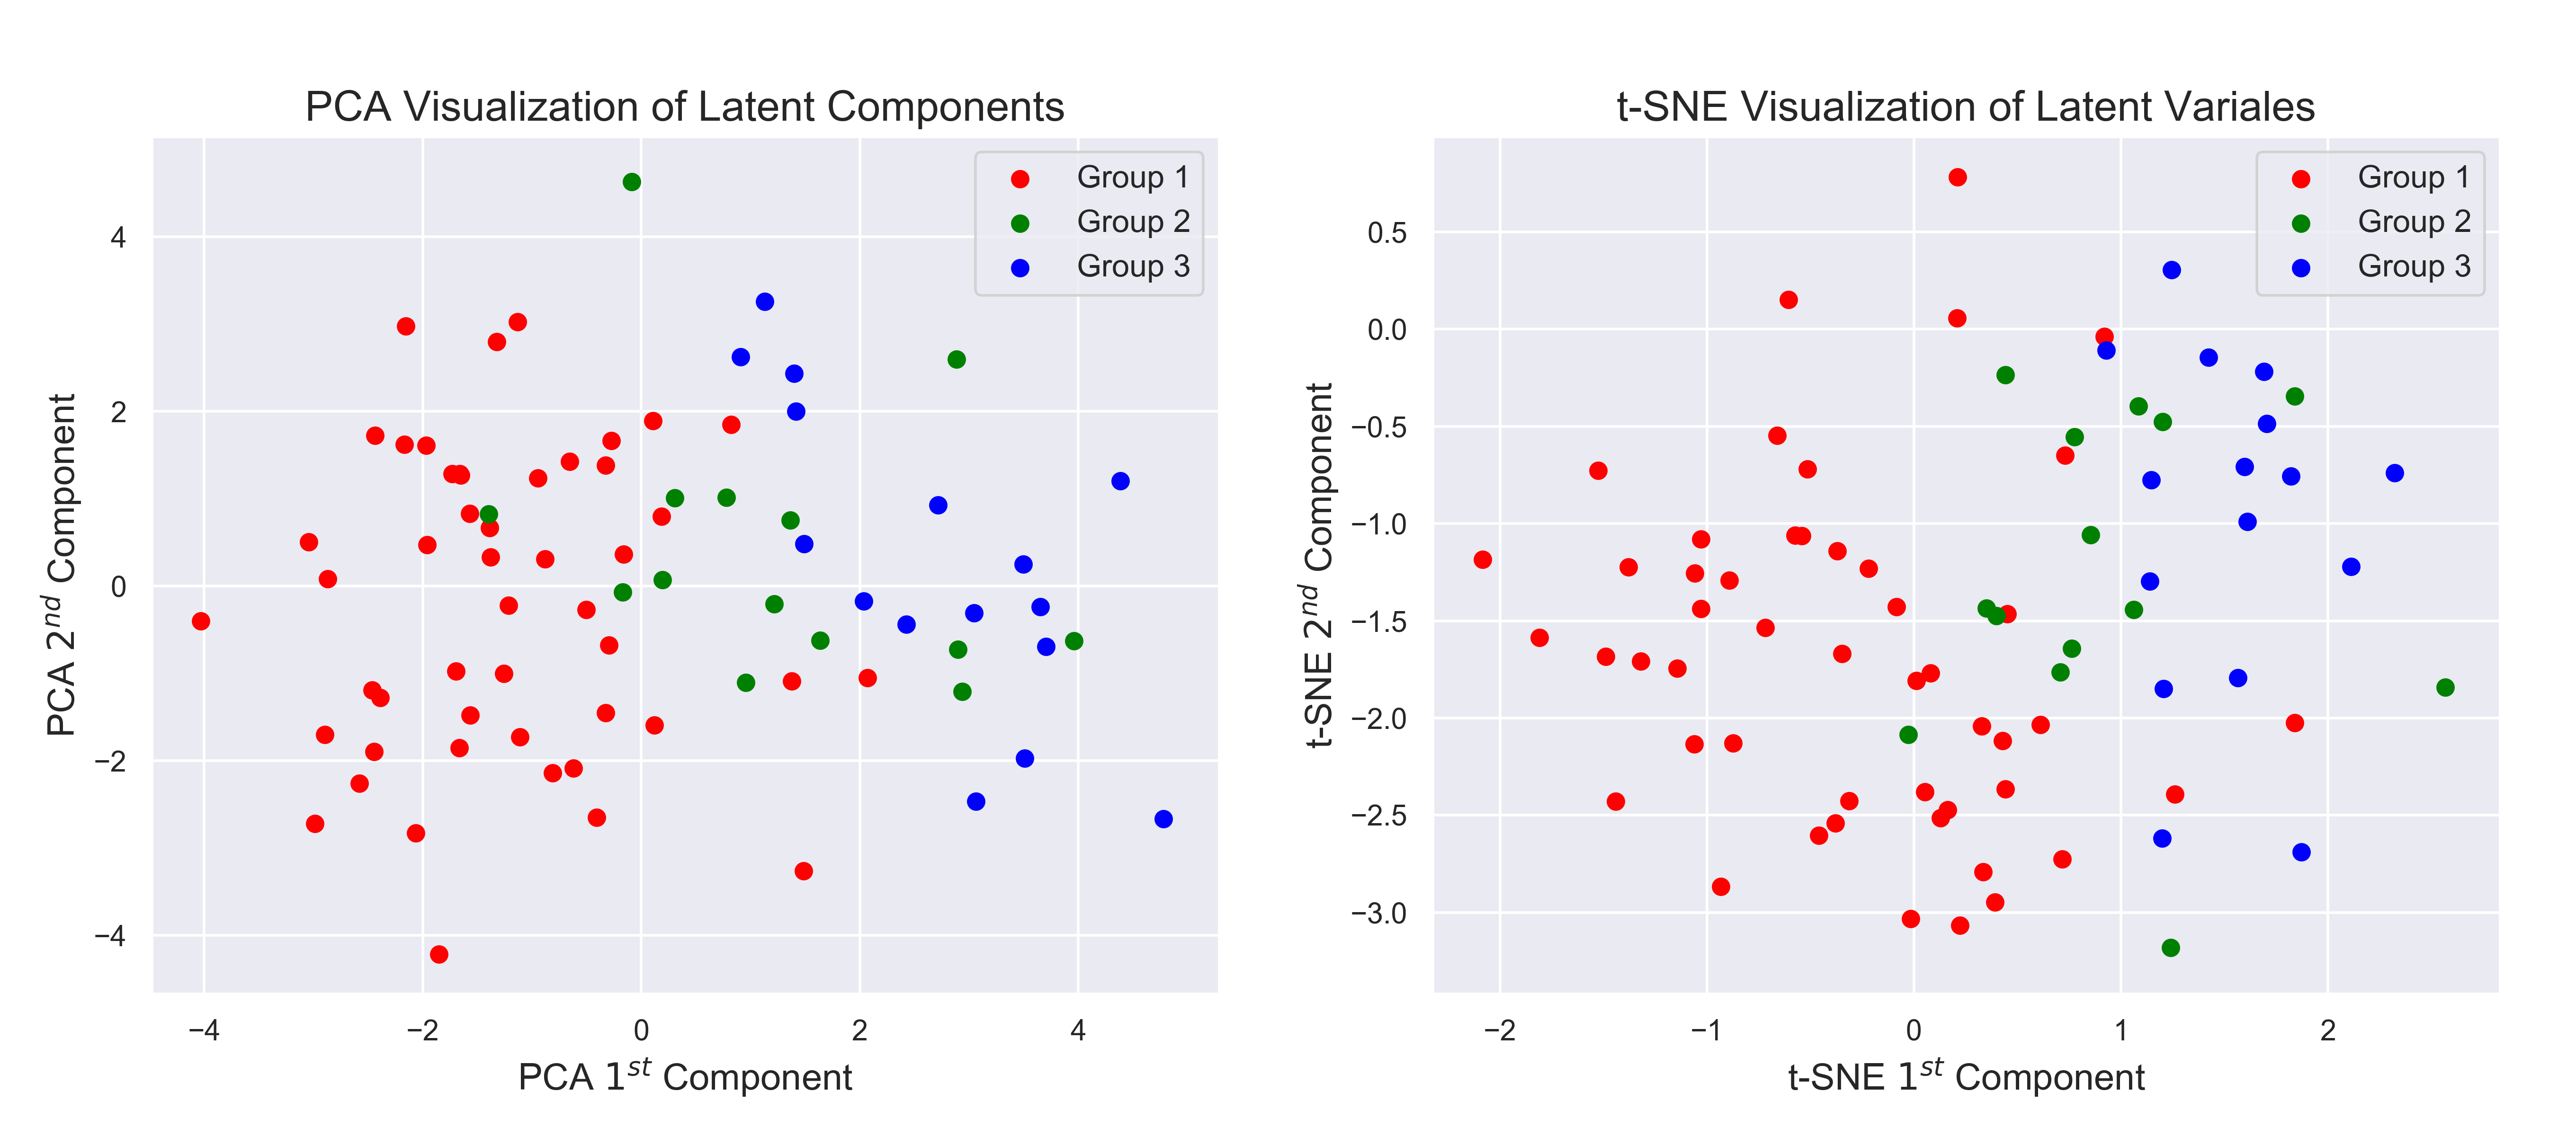 PCA Visualization of Latent Components
Group 1
Group 2
Group 3
4
2
0
−2
−4
PCA 2nd Component
−4 −2 0 2 4
PCA 1st Component
t-SNE Visualization of Latent Variales
Group 1
Group 2
Group 3
0.5
0.0
−0.5
−1.0
−1.5
−2.0
−2.5
−3.0
t-SNE 2nd Component
−2 −1 0 1 2
t-SNE 1st Component